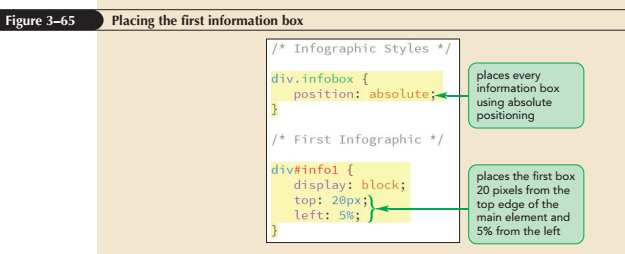 Figure 3–65 Placing the first information box
/* Infographic Styles */
div.infobox {
position: absolute;
}
/* First Infographic */
div#info1 {
display: block;
top: 20px;
left: 5%;
}
places every
information box
using absolute
positioning
places the first box
20 pixels from the
top edge of the
main element and
5% from the left